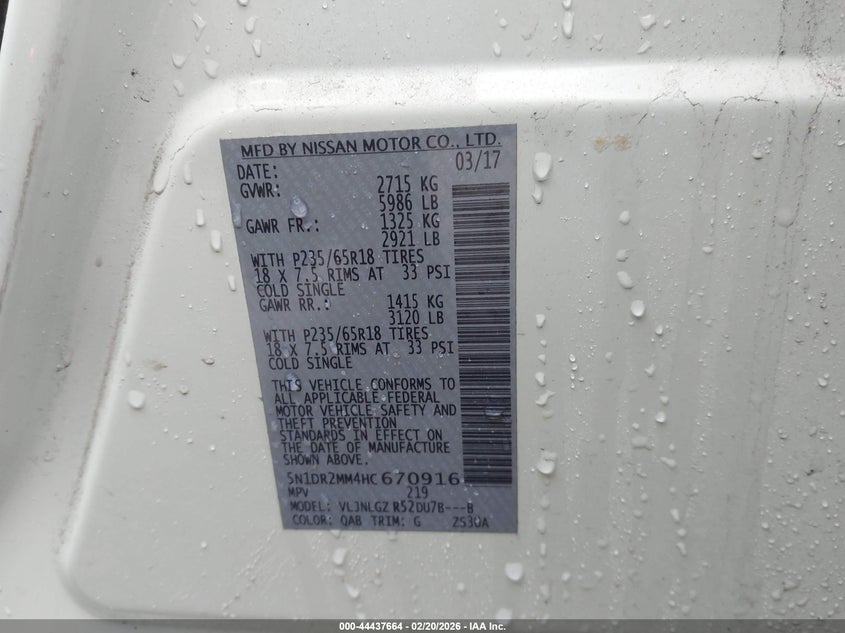 MFD BY NISSAN MOTOR CO., LTD.
DATE: 03/17
GVWR: 2715 KG
5986 LB
GAWR FR.: 1325 KG
2921 LB
WITH P235/65R18 TIRES
18 X 7.5 RIMS AT 33 PSI
COLD SINGLE
GAWR RR.: 1415 KG
3120 LB
WITH P235/65R18 TIRES
18 X 7.5 RIMS AT 33 PSI
COLD SINGLE
THIS VEHICLE CONFORMS TO
ALL APPLICABLE FEDERAL
MOTOR VEHICLE SAFETY AND
THEFT PREVENTION
STANDARDS IN EFFECT ON
THE DATE OF MANUFACTURE
SHOWN ABOVE.
5N1DR2MM4HC670916
MPV 219
MODEL: VLJNLGZ R52DU7B---B
COLOR: QAB TRIM: G ZS30A
000-44437664 — 02/20/2026 — IAA Inc.